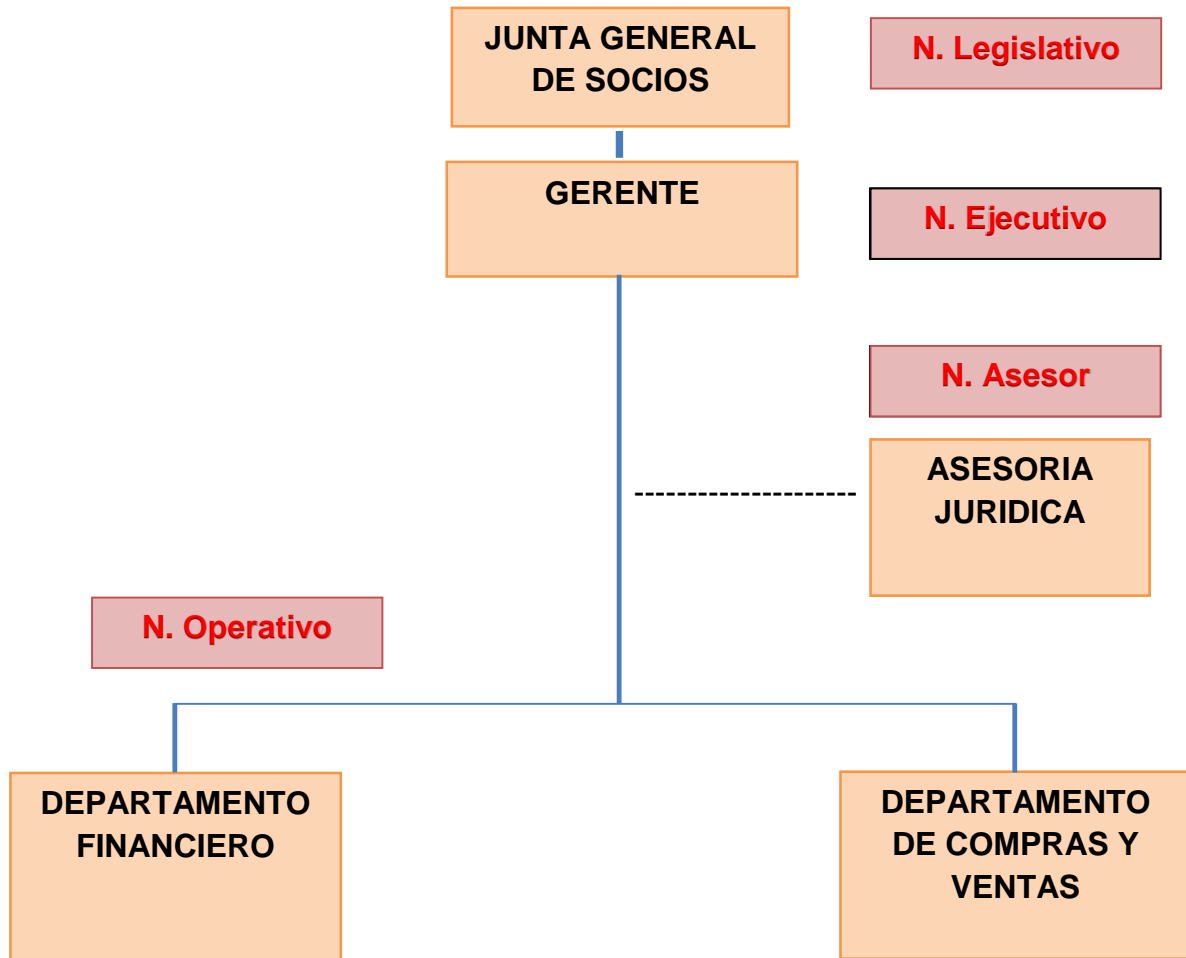 JUNTA GENERAL
DE SOCIOS
N. Legislativo
GERENTE
N. Ejecutivo
N. Asesor
ASESORIA
JURIDICA
N. Operativo
DEPARTAMENTO
FINANCIERO
DEPARTAMENTO
DE COMPRAS Y
VENTAS